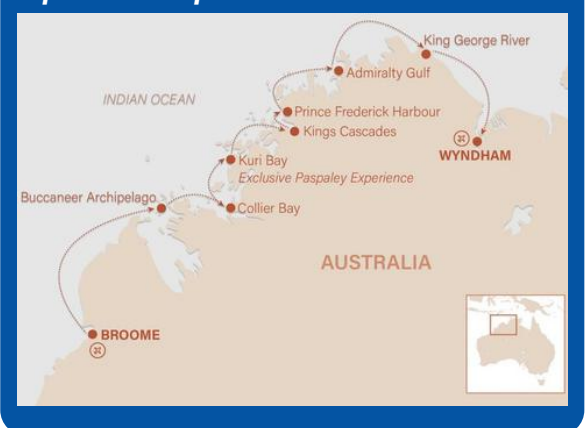 King George River
Admiralty Gulf
INDIAN OCEAN
Prince Frederick Harbour
Kings Cascades
WYNDHAM
Kuri Bay
Exclusive Paspaley Experience
Buccaneer Archipelago
Collier Bay
AUSTRALIA
BROOME